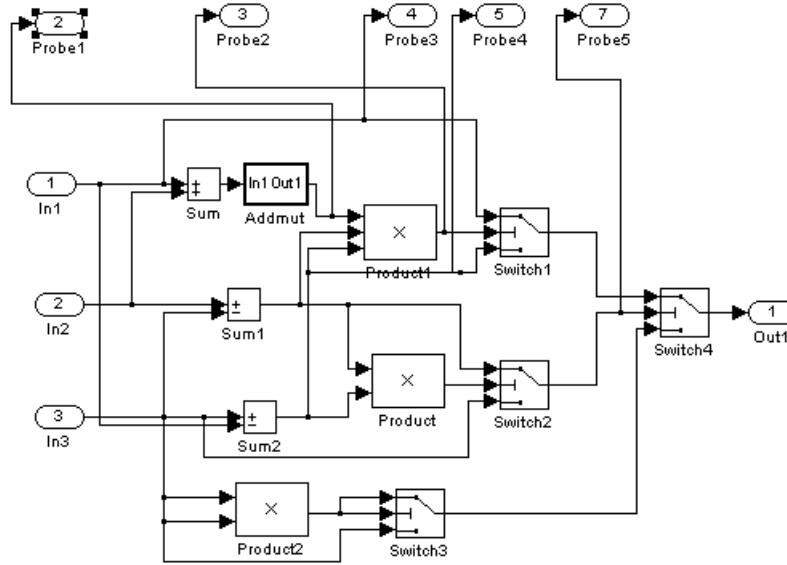 2
Probe1
3
Probe2
4
Probe3
5
Probe4
7
Probe5
1
In1
Sum
In1 Out1
Addmut
×
Product1
Switch1
2
In2
Sum1
Switch4
1
Out1
×
Product
Switch2
3
In3
Sum2
×
Product2
Switch3